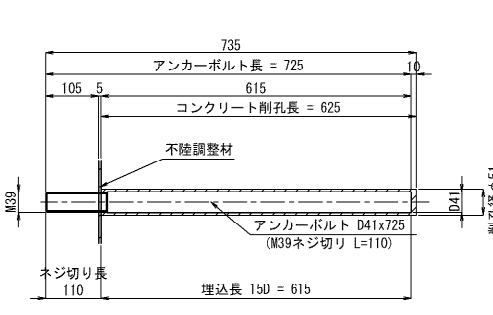 735
アンカーボルト長 = 725
10
105
5
615
コンクリート削孔長 = 625
不陸調整材
M39
D41
アンカーボルト D41x725
(M39ネジ切り L=110)
ネジ切り長
110
埋込長 15D = 615